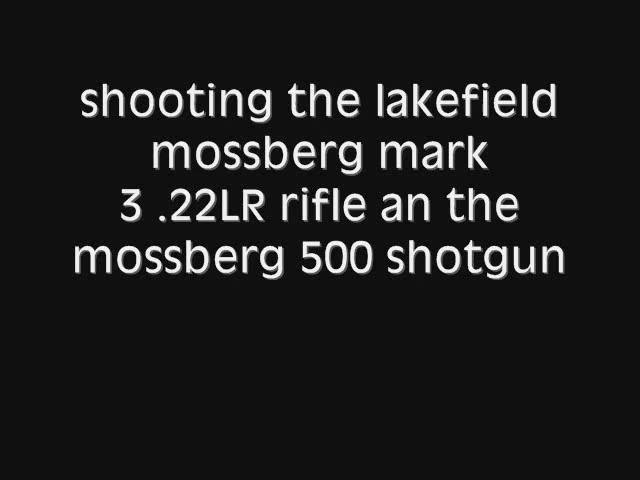 shooting the lakefield
mossberg mark
3 .22LR rifle an the
mossberg 500 shotgun